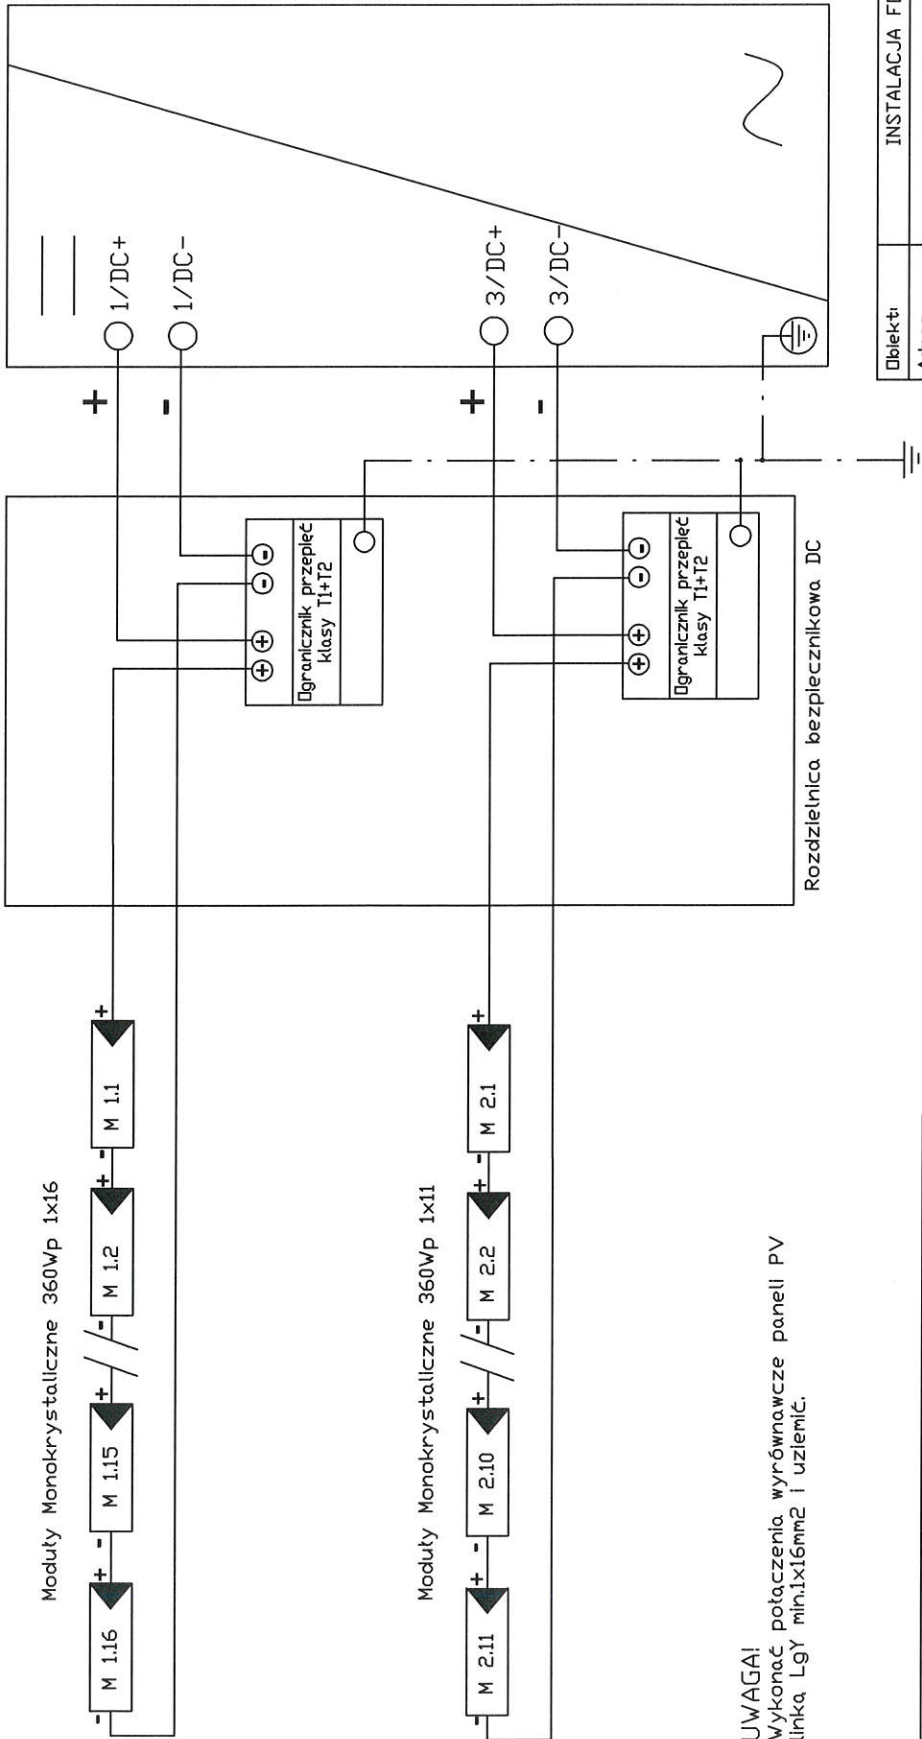 Moduły Monokrystaliczne 360Wp 1x16
- M 1.16 +
- M 1.15 +
- M 1.2 +
- M 1.1 +
+
-
1/DC+
1/DC-
+ + - -
Ogranicznik przepięć
klasy T1+T2
Moduły Monokrystaliczne 360Wp 1x11
- M 2.11 +
- M 2.10 +
- M 2.2 +
- M 2.1 +
+
-
3/DC+
3/DC-
+ + - -
Ogranicznik przepięć
klasy T1+T2
Rozdzielnica bezpiecznikowa DC
UWAGA!
Wykonać połączenia wyrównawcze paneli PV
linką LgY min.1x16mm2 i uziemić.
Obiekt:
INSTALACJA